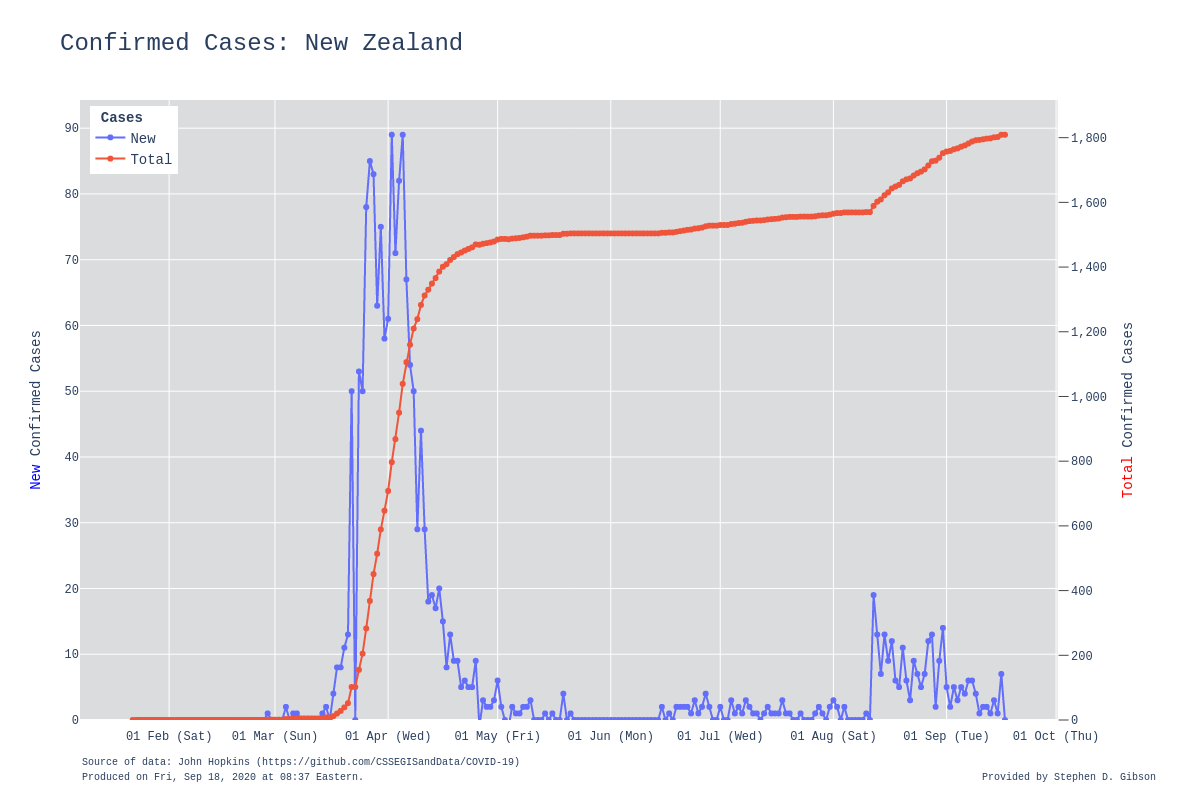 Confirmed Cases: New Zealand
Cases
New
Total
90
80
70
60
50
40
30
20
10
0
1,800
1,600
1,400
1,200
1,000
800
600
400
200
0
New Confirmed Cases
Total Confirmed Cases
01 Feb (Sat) 01 Mar (Sun) 01 Apr (Wed) 01 May (Fri) 01 Jun (Mon) 01 Jul (Wed) 01 Aug (Sat) 01 Sep (Tue) 01 Oct (Thu)
Source of data: John Hopkins (https://github.com/CSSEGISandData/COVID-19)
Produced on Fri, Sep 18, 2020 at 08:37 Eastern.
Provided by Stephen D. Gibson